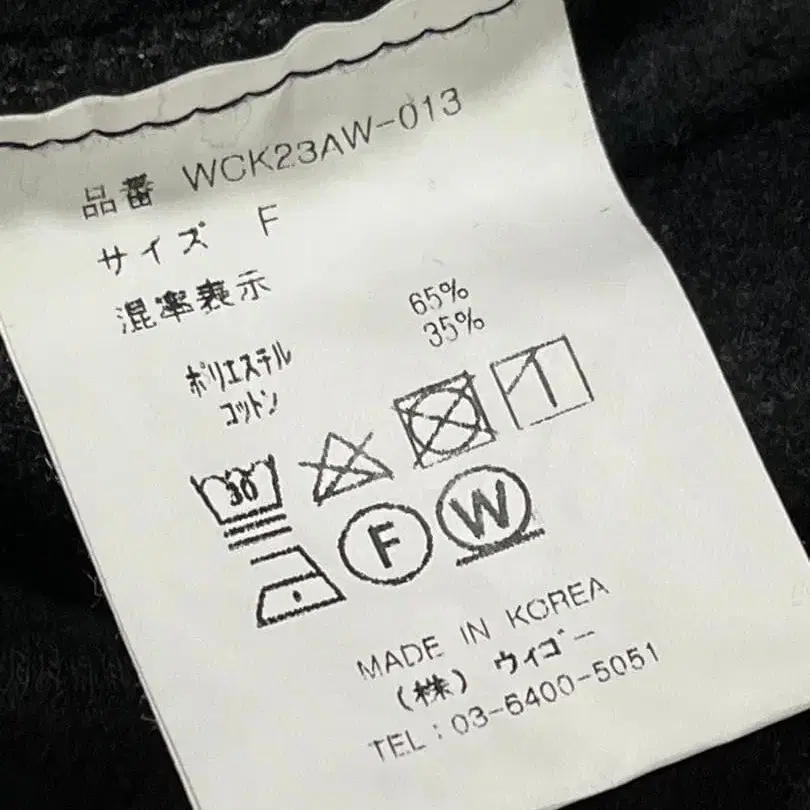 品番 WCK23AW-013
サイズ F
混率表示
ポリエステル 65%
コットン 35%
30
F W
MADE IN KOREA
(株) ウィゴー
TEL:03-5400-5051